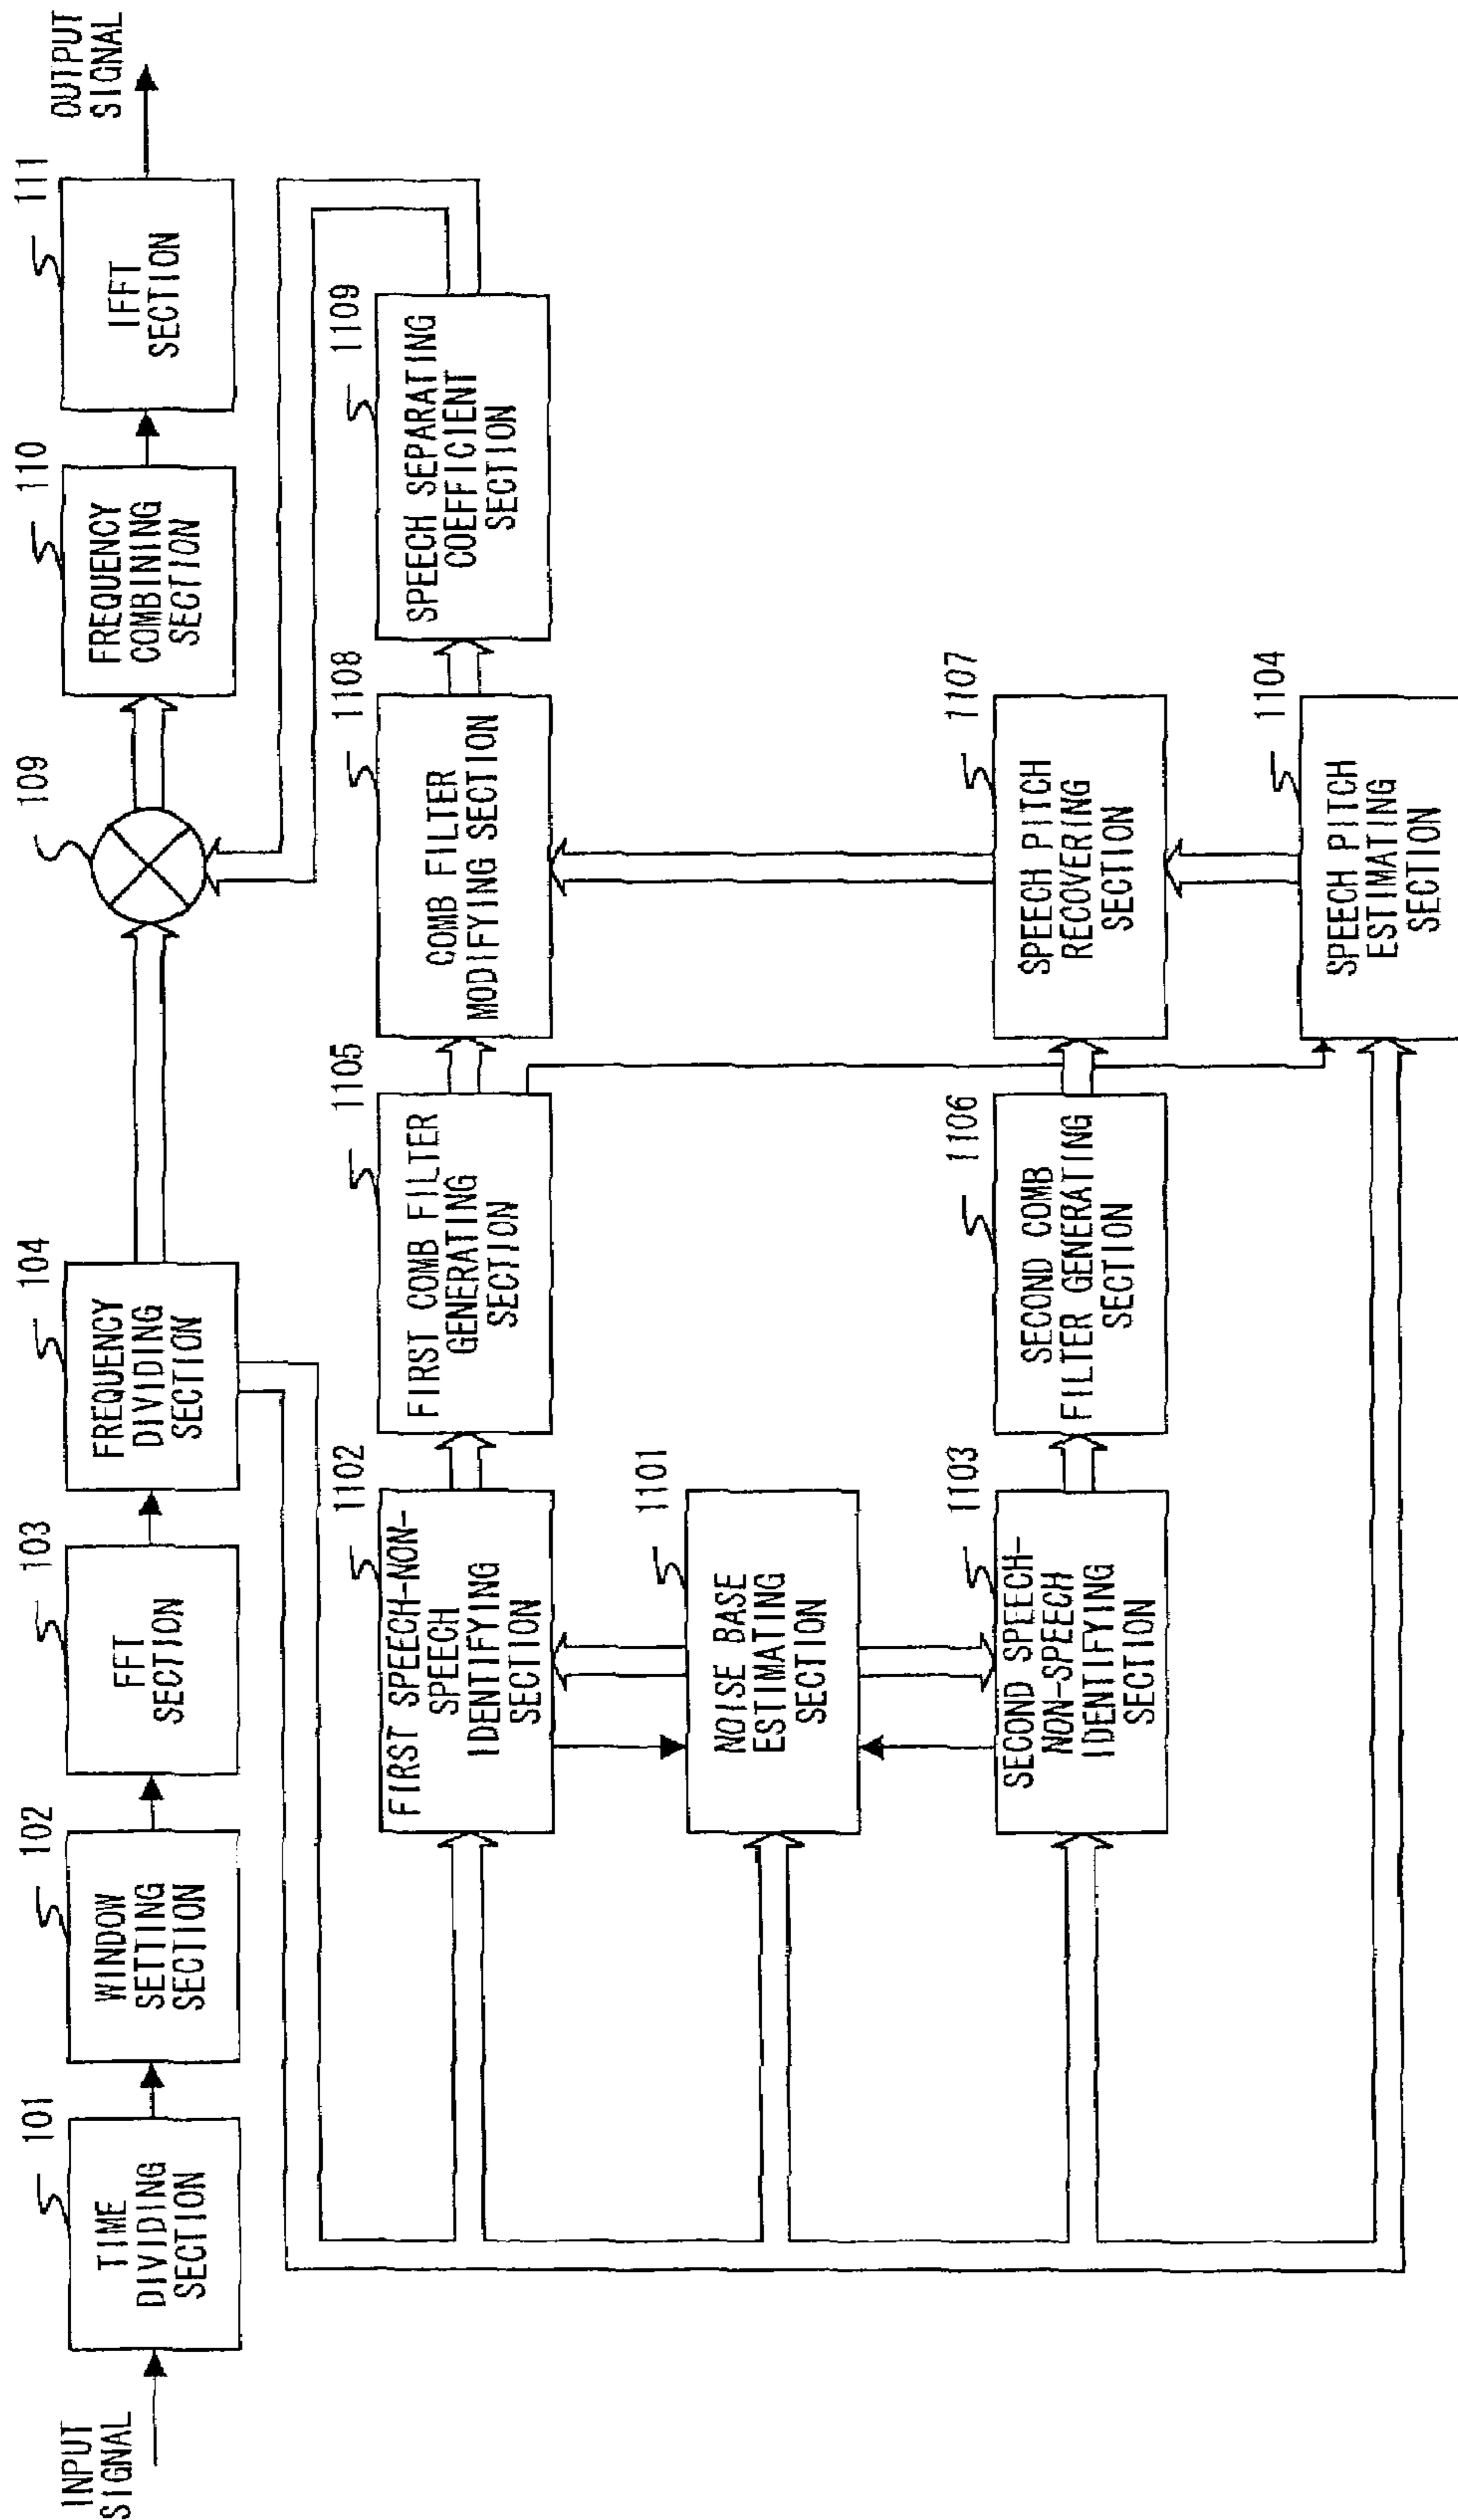 INPUT
SIGNAL
101
TIME
DIVIDING
SECTION
102
WINDOW
SETTING
SECTION
103
FFT
SECTION
104
FREQUENCY
DIVIDING
SECTION
109
110
FREQUENCY
COMBINING
SECTION
111
IFFT
SECTION
OUTPUT
SIGNAL
1102
FIRST SPEECH-NON-
SPEECH
IDENTIFYING
SECTION
1105
FIRST COMB FILTER
GENERATING
SECTION
1108
COMB FILTER
MODIFYING SECTION
1109
SPEECH SEPARATING
COEFFICIENT
SECTION
1101
NOISE BASE
ESTIMATING
SECTION
1103
SECOND SPEECH-
NON-SPEECH
IDENTIFYING
SECTION
1106
SECOND COMB
FILTER GENERATING
SECTION
1107
SPEECH PITCH
RECOVERING
SECTION
1104
SPEECH PITCH
ESTIMATING
SECTION